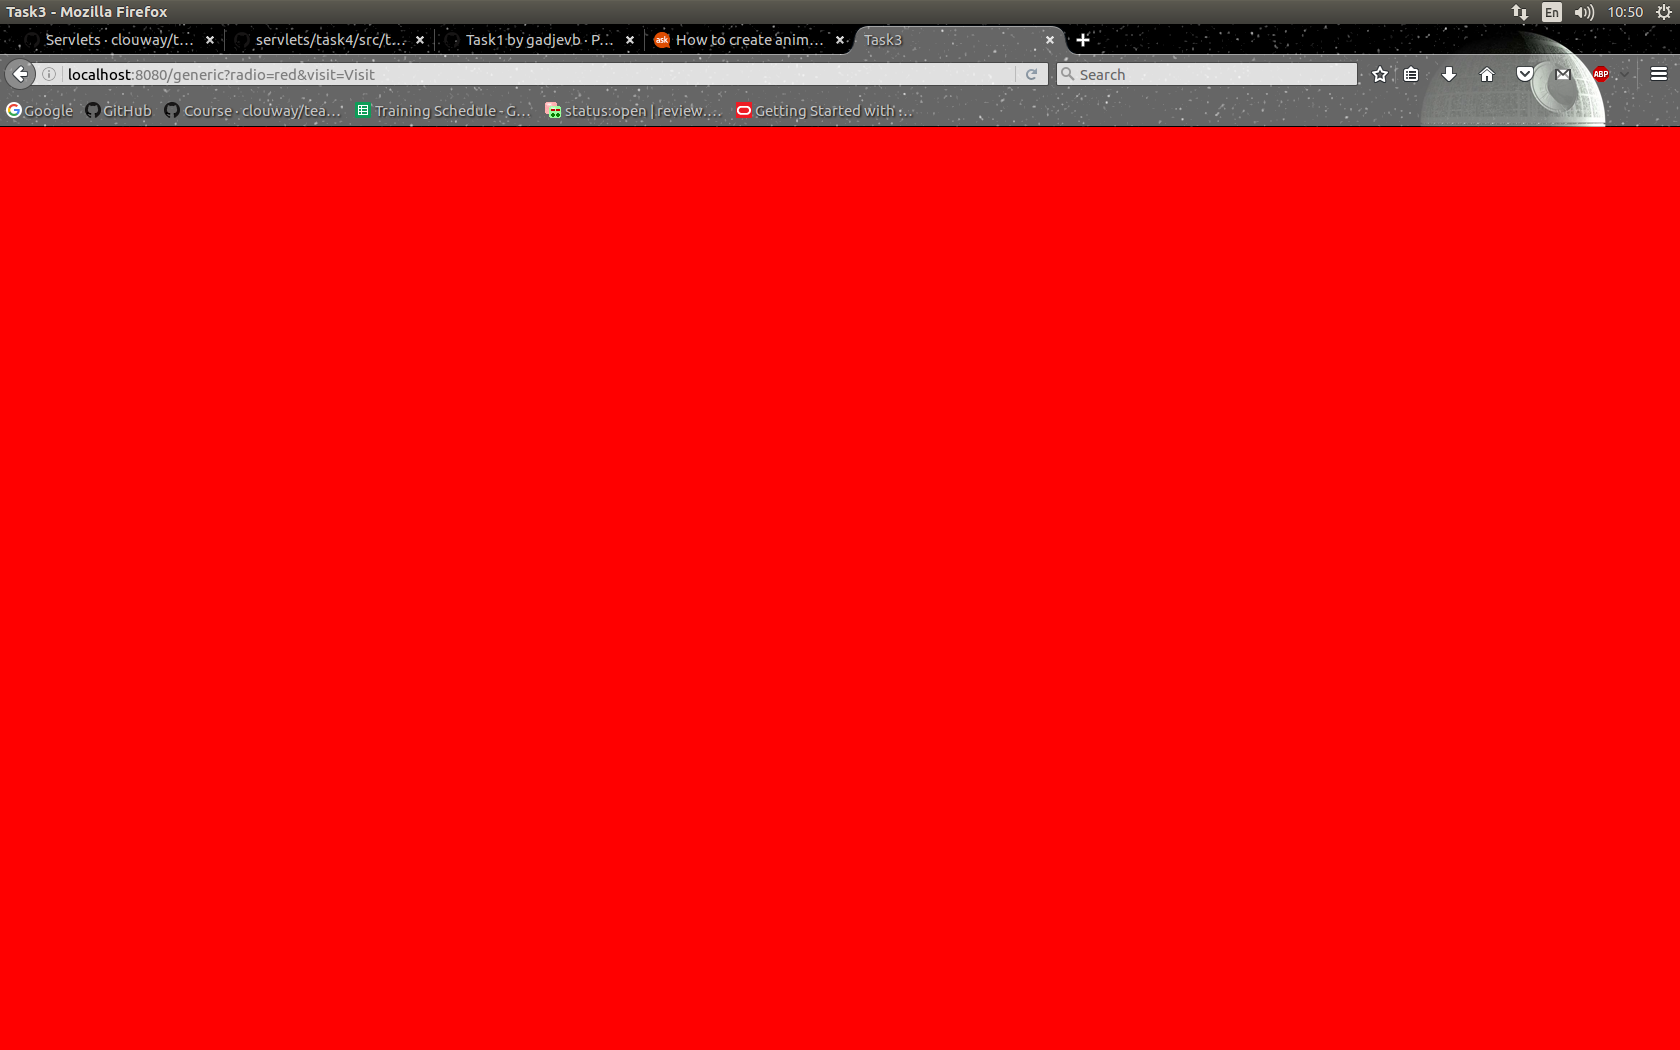 Task3 - Mozilla Firefox
En
10:50
Servlets · clouway/t...
servlets/task4/src/t...
Task1 by gadjevb · P...
ask
How to create anim...
Task3
localhost:8080/generic?radio=red&visit=Visit
Search
ABP
Google
GitHub
Course · clouway/tea...
Training Schedule - G...
status:open | review....
Getting Started with :...